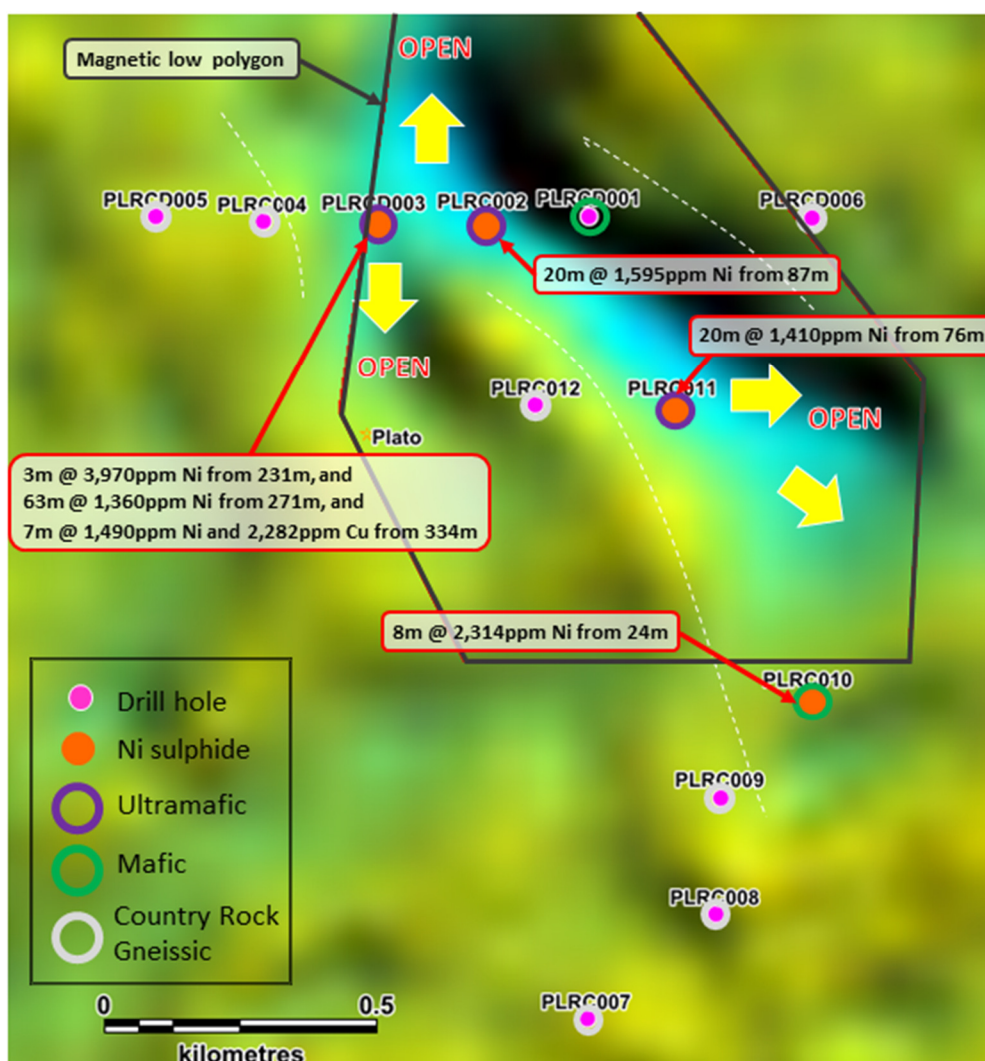 OPEN
Magnetic low polygon
PLRCD005
PLRC004
PLRCD003
PLRC002
PLRCD001
PLRCD006
20m @ 1,595ppm Ni from 87m
20m @ 1,410ppm Ni from 76m
OPEN
PLRC012
PLRC011
OPEN
Plato
3m @ 3,970ppm Ni from 231m, and
63m @ 1,360ppm Ni from 271m, and
7m @ 1,490ppm Ni and 2,282ppm Cu from 334m
8m @ 2,314ppm Ni from 24m
PLRC010
PLRC009
PLRC008
PLRC007
Drill hole
Ni sulphide
Ultramafic
Mafic
Country Rock
Gneissic
0 0.5
kilometres